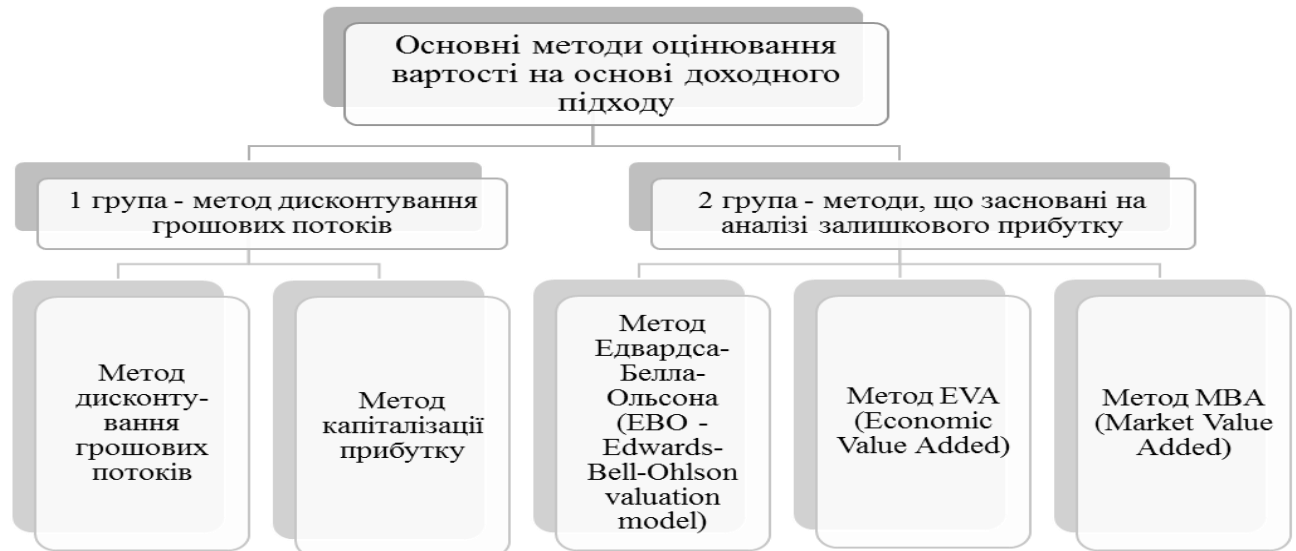 Основні методи оцінювання
вартості на основі доходного
підходу
1 група - метод дисконтування
грошових потоків
2 група - методи, що засновані на
аналізі залишкового прибутку
Метод
дисконту-
вання
грошових
потоків
Метод
капіталізації
прибутку
Метод
Едвардса-
Белла-
Ольсона
(EBO -
Edwards-
Bell-Ohlson
valuation
model)
Метод EVA
(Economic
Value Added)
Метод МВА
(Market Value
Added)